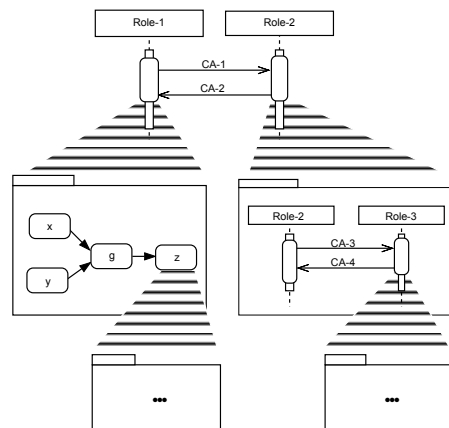 Role-1
Role-2
CA-1
CA-2
x
g
z
y
Role-2
Role-3
CA-3
CA-4
•••
•••